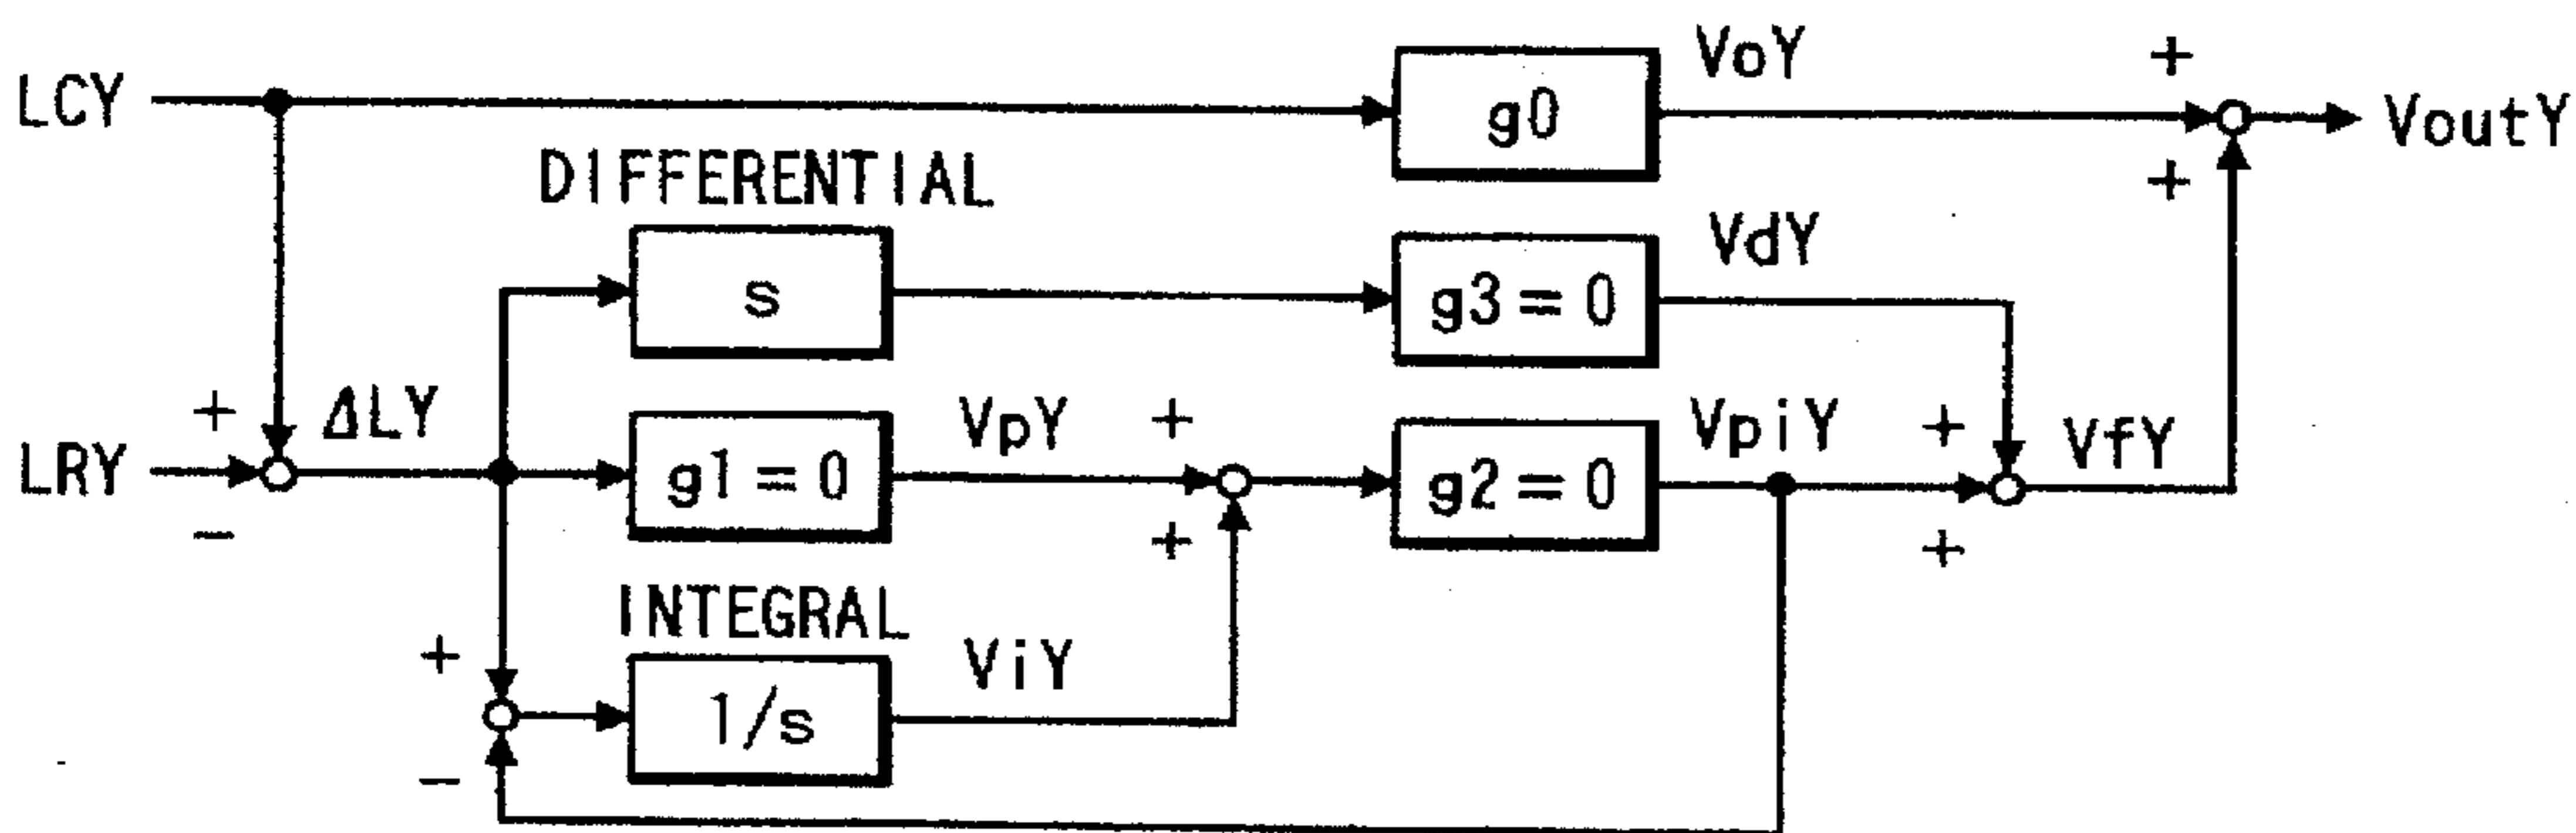 LCY
g0
VoY
+
+
VoutY
DIFFERENTIAL
s
g3 = 0
VdY
+
ΔLY
LRY
−
g1 = 0
VpY
+
+
g2 = 0
VpiY
+
+
VfY
INTEGRAL
+
−
1/s
ViY